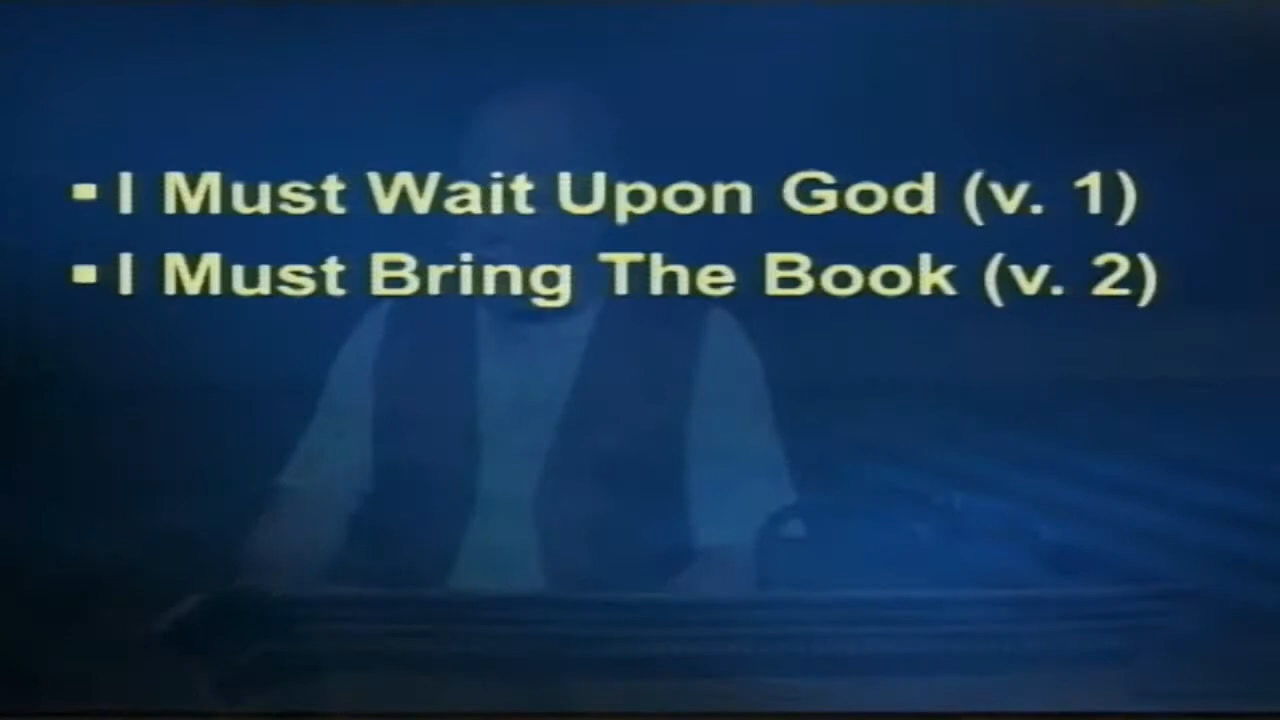 ▪ I Must Wait Upon God (v. 1)
▪ I Must Bring The Book (v. 2)